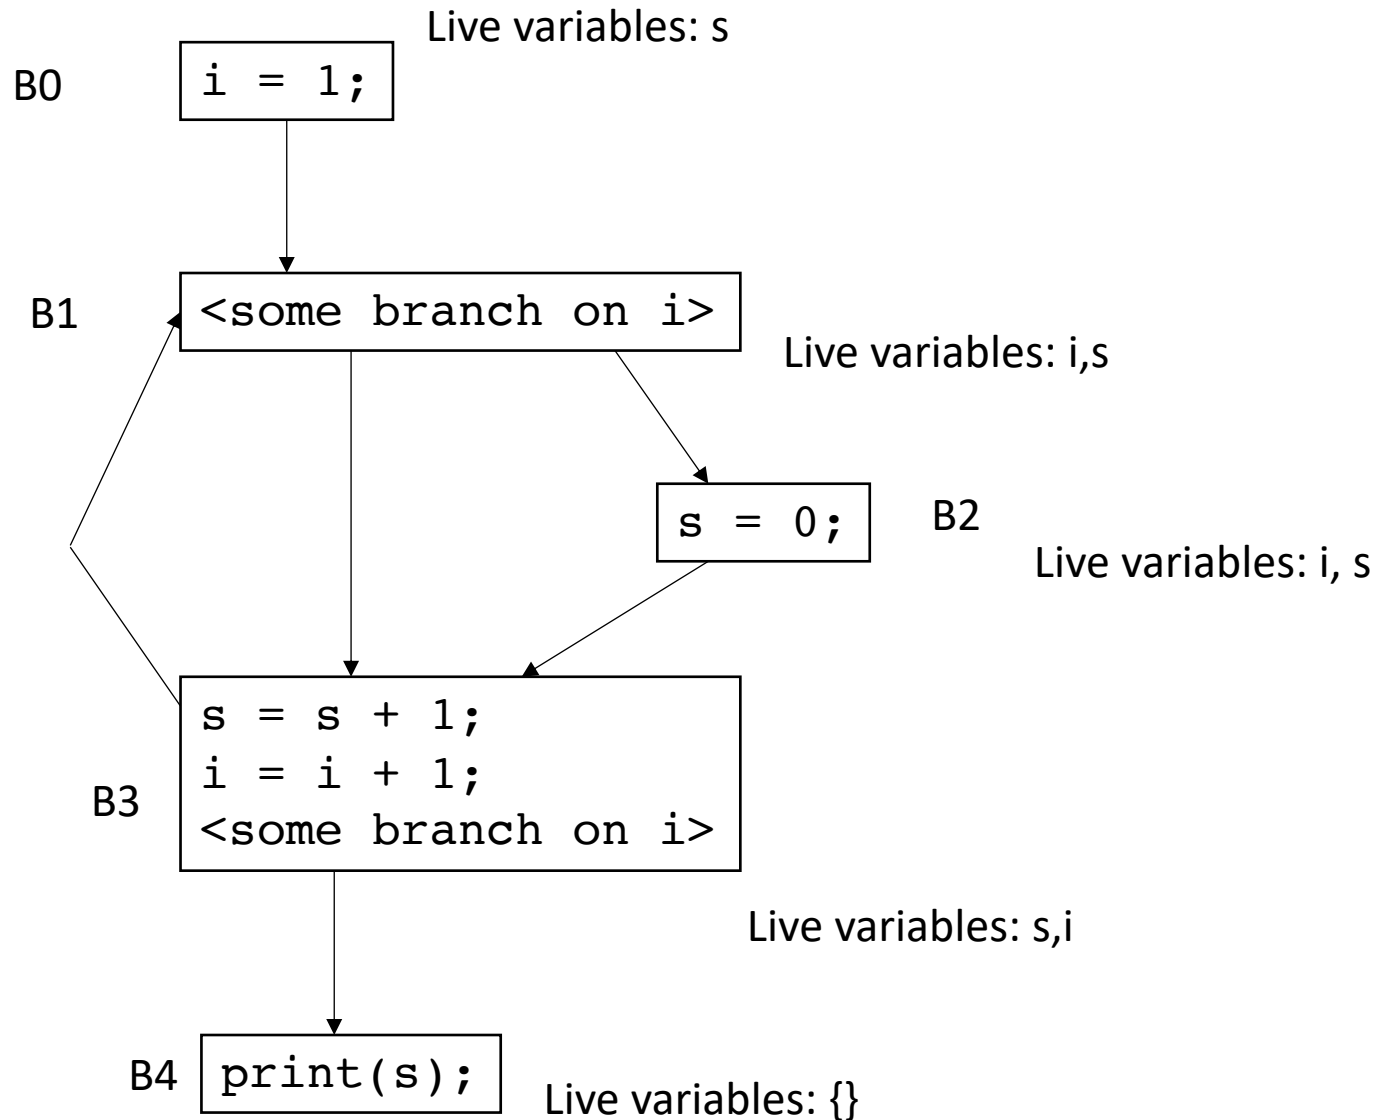 Live variables: s
B0
i = 1;
B1
<some branch on i>
Live variables: i,s
s = 0;
B2
Live variables: i, s
s = s + 1;
i = i + 1;
B3
<some branch on i>
Live variables: s,i
B4
print(s);
Live variables: {}